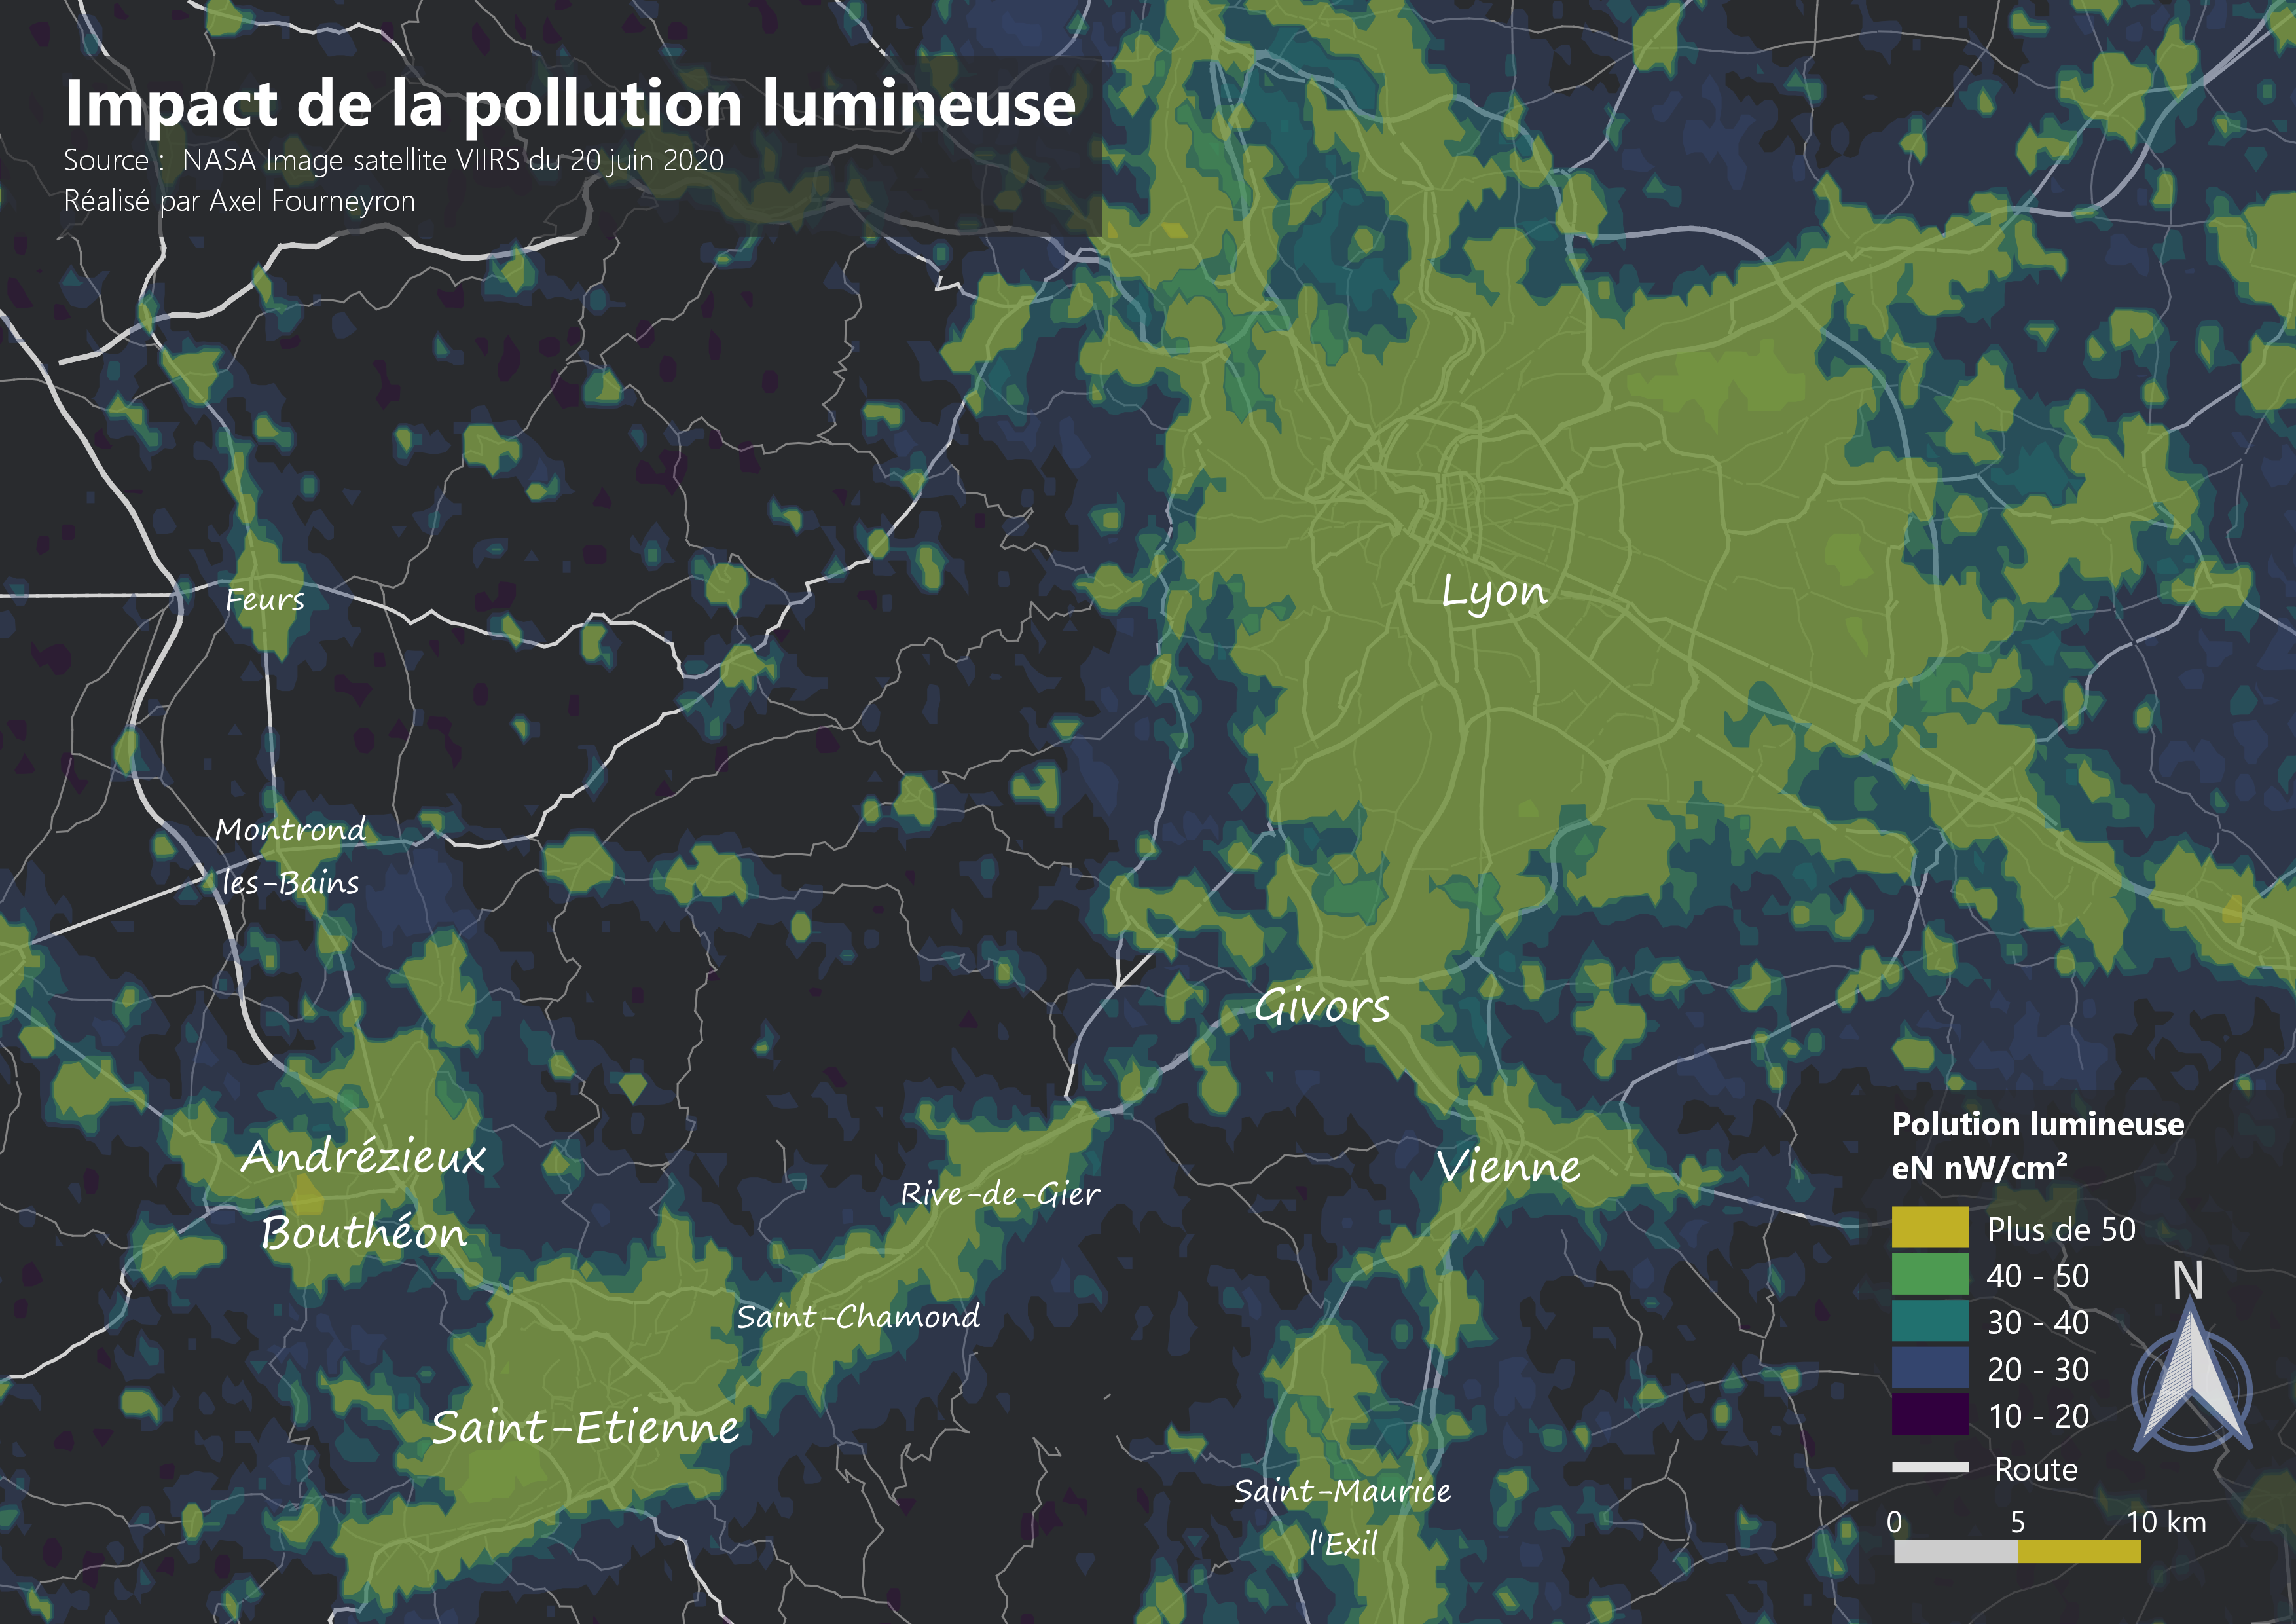 Impact de la pollution lumineuse
Source :  NASA Image satellite VIIRS du 20 juin 2020
Réalisé par Axel Fourneyron
Feurs
Lyon
Montrond
les-Bains
Givors
Andrézieux
Bouthéon
Rive-de-Gier
Vienne
Saint-Chamond
Saint-Etienne
Saint-Maurice
l'Exil
Polution lumineuse
eN nW/cm²
Plus de 50
40 - 50
30 - 40
20 - 30
10 - 20
Route
N
0 5 10 km